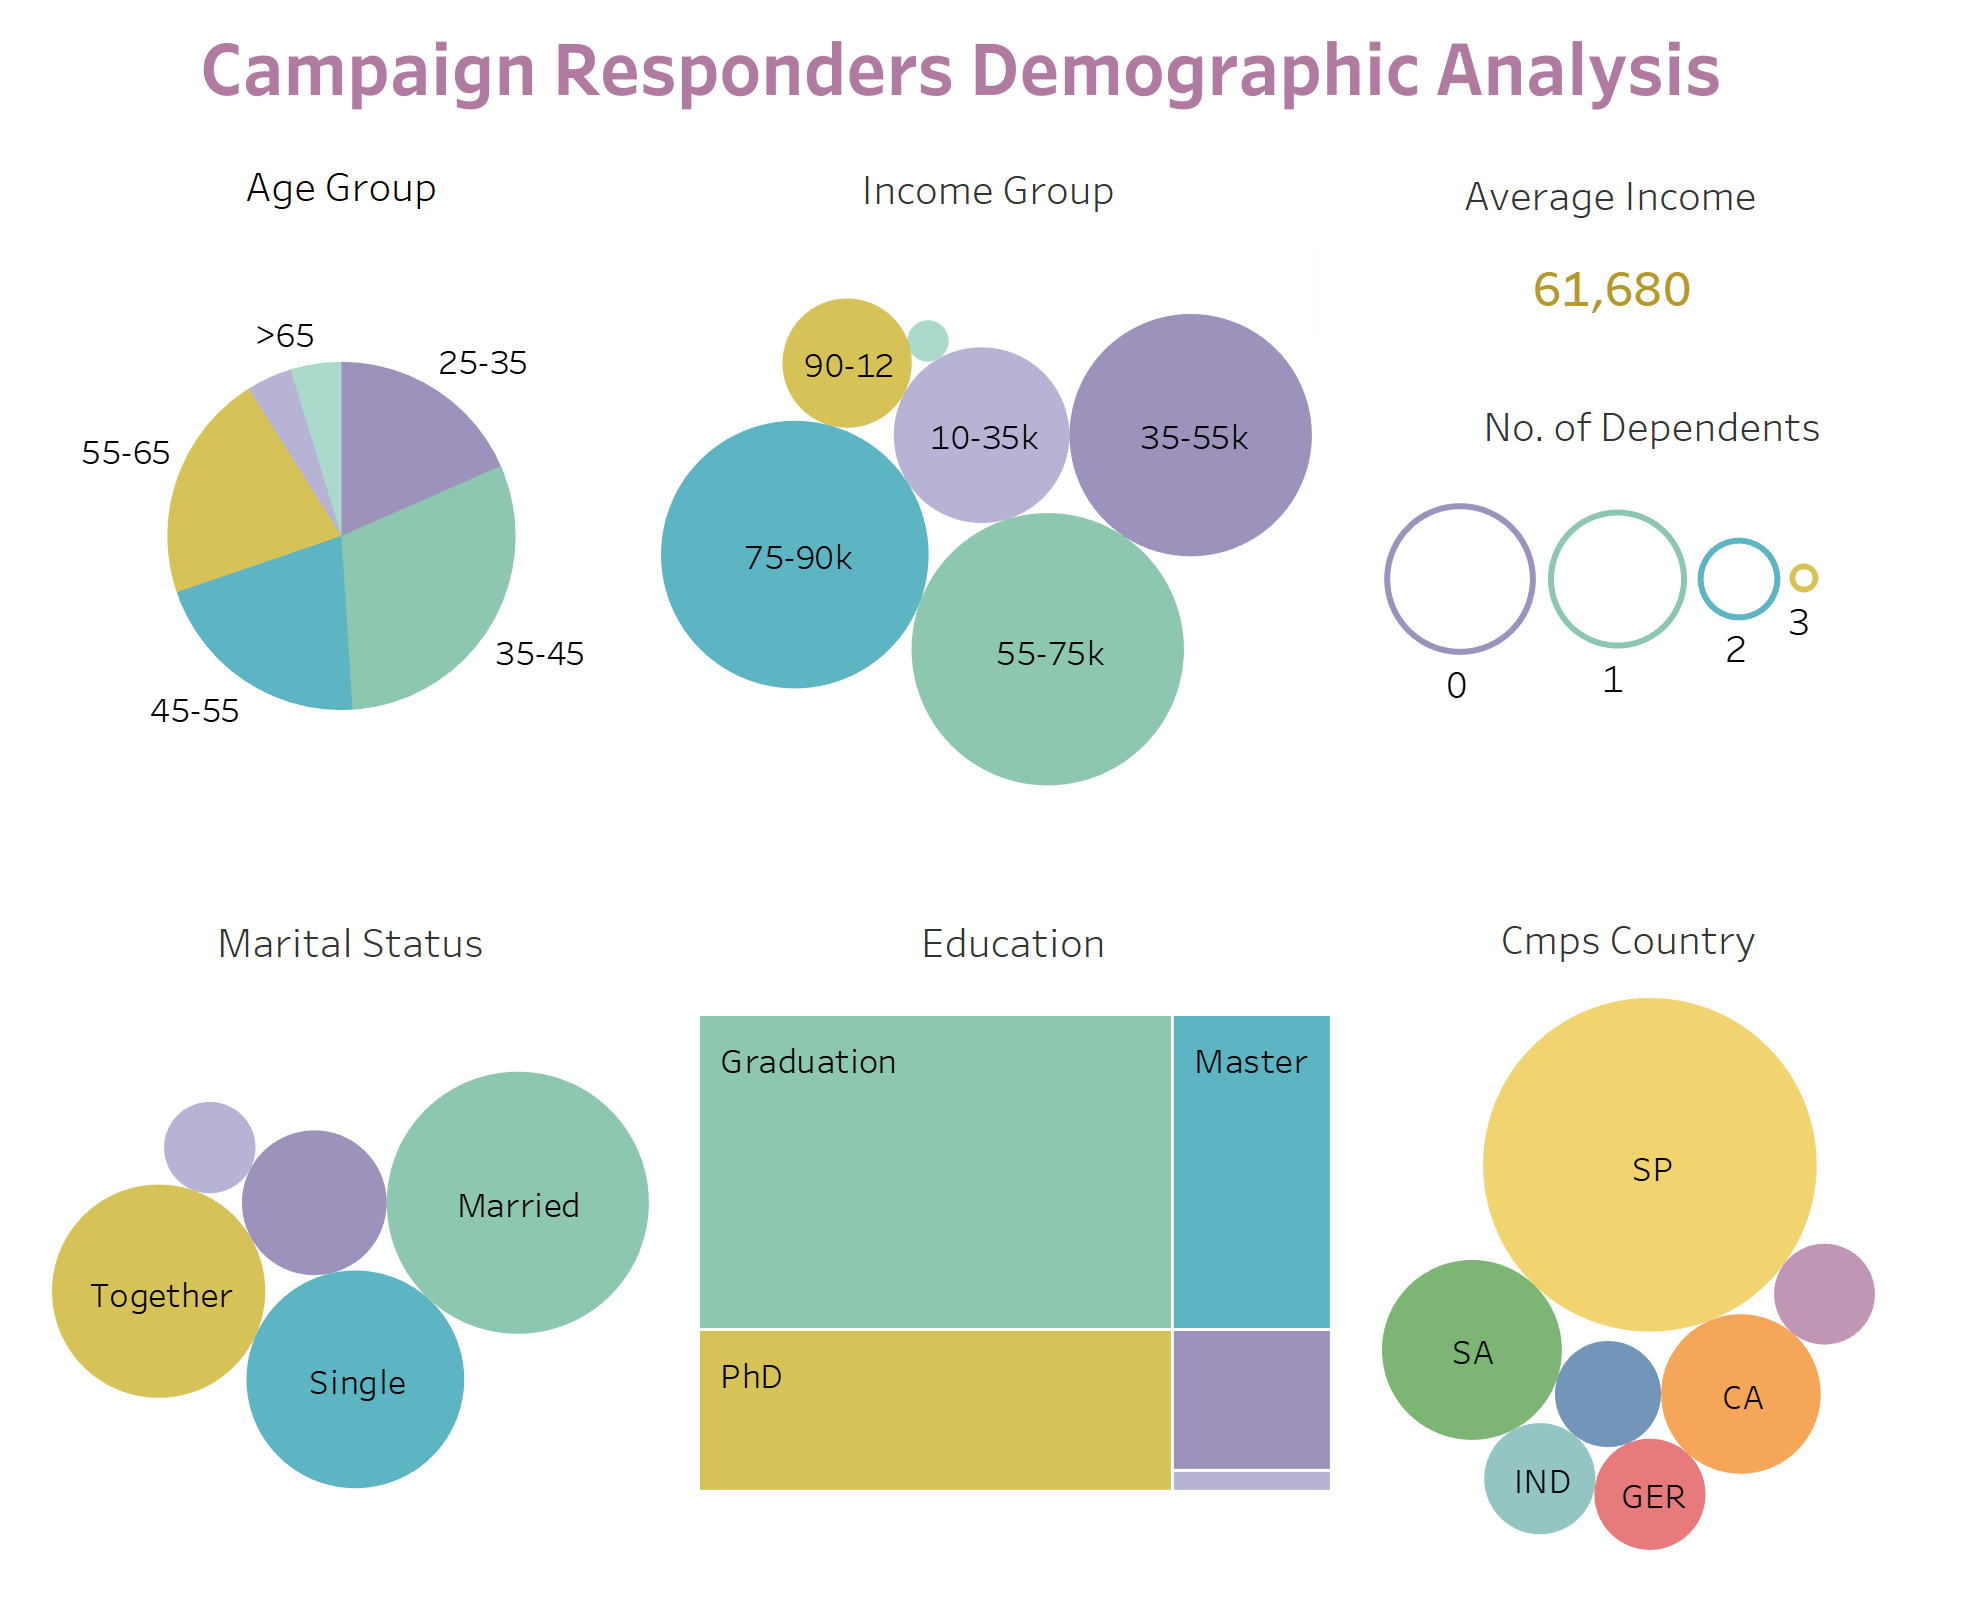 Campaign Responders Demographic Analysis
Age Group
>65
25-35
55-65
35-45
45-55
Income Group
90-12
10-35k
35-55k
75-90k
55-75k
Average Income
61,680
No. of Dependents
0
1
2
3
Marital Status
Married
Together
Single
Education
Graduation
Master
PhD
Cmps Country
SP
SA
CA
IND
GER